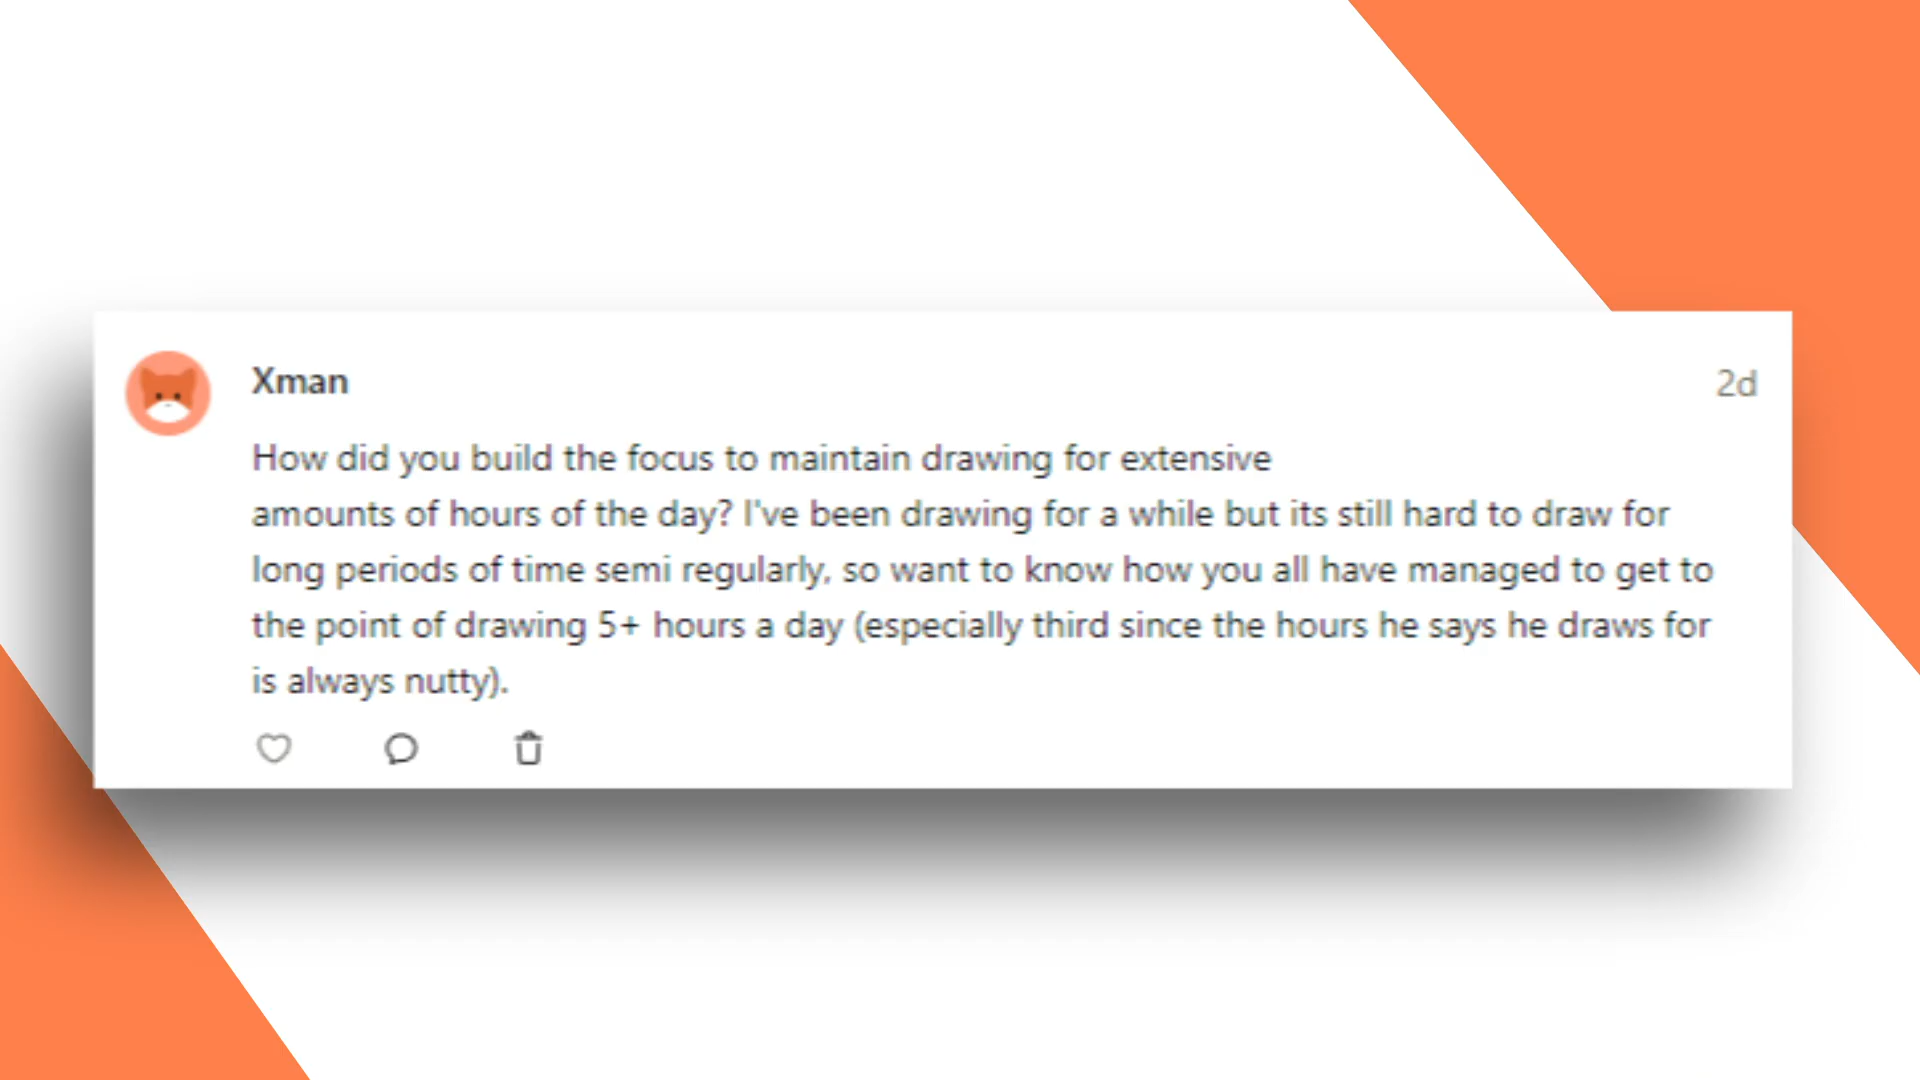 Xman
2d
How did you build the focus to maintain drawing for extensive
amounts of hours of the day? I've been drawing for a while but its still hard to draw for
long periods of time semi regularly, so want to know how you all have managed to get to
the point of drawing 5+ hours a day (especially third since the hours he says he draws for
is always nutty).